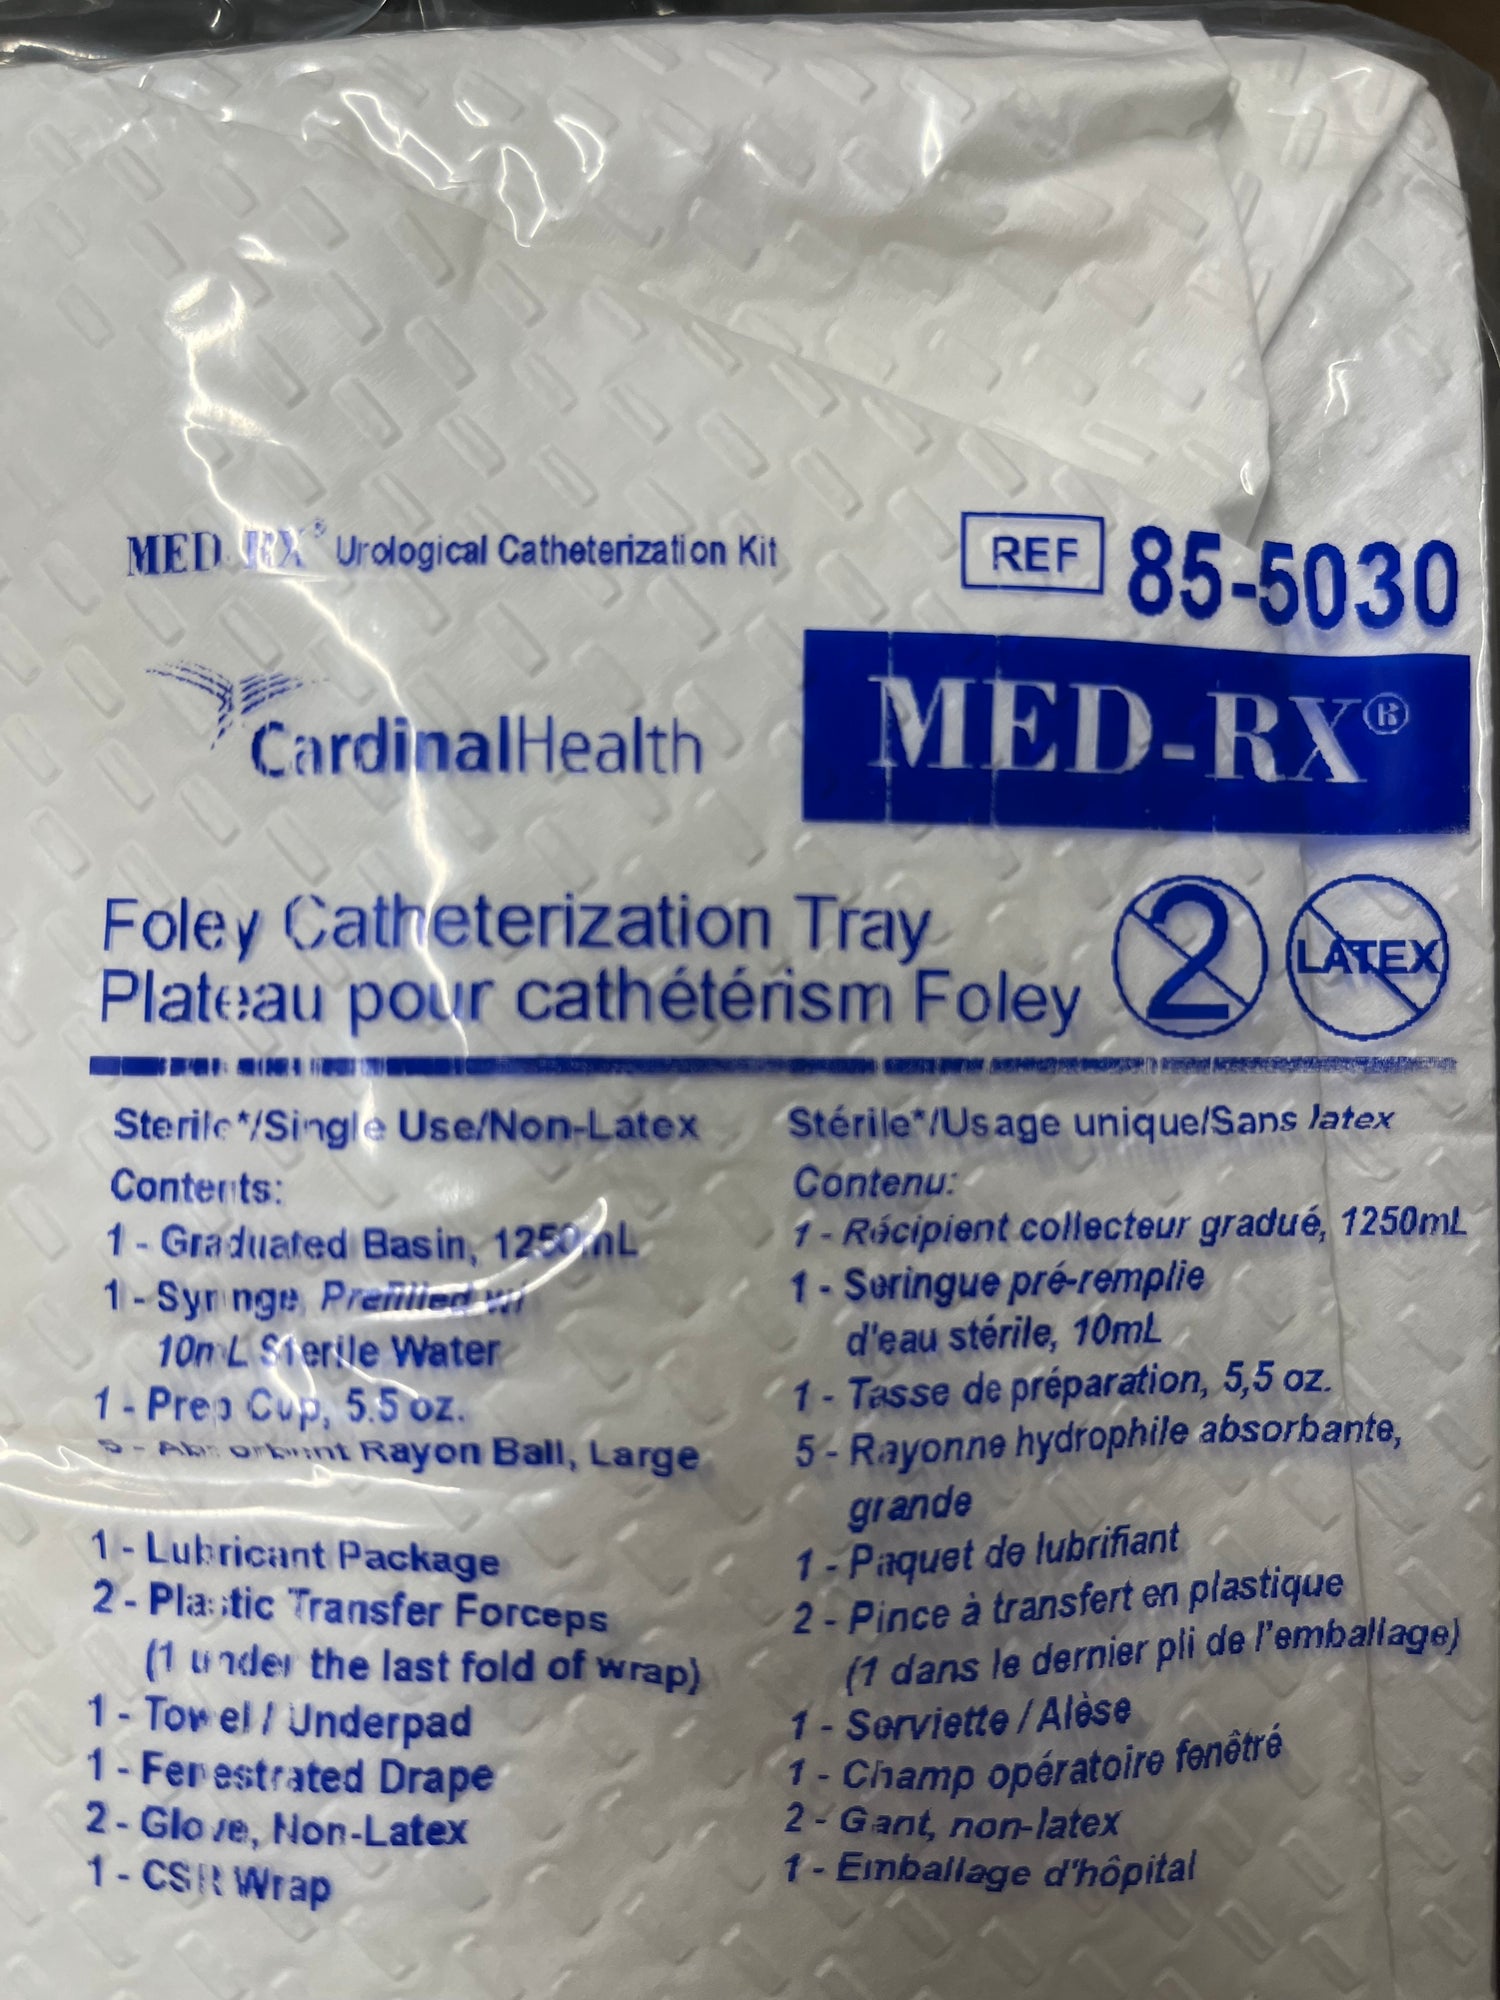 MED-RX® Urological Catheterization Kit
REF 85-5030
CardinalHealth
MED-RX®
Foley Catheterization Tray
Plateau pour cathétérism Foley
2
LATEX
Sterile*/Single Use/Non-Latex
Contents:
1 - Graduated Basin, 1250mL
1 - Syringe, Prefilled w/
10mL Sterile Water
1 - Prep Cup, 5.5 oz.
5 - Absorbent Rayon Ball, Large
1 - Lubricant Package
2 - Plastic Transfer Forceps
(1 under the last fold of wrap)
1 - Towel / Underpad
1 - Fenestrated Drape
2 - Glove, Non-Latex
1 - CSR Wrap
Stérile*/Usage unique/Sans latex
Contenu:
1 - Récipient collecteur gradué, 1250mL
1 - Seringue pré-remplie
d'eau stérile, 10mL
1 - Tasse de préparation, 5,5 oz.
5 - Rayonne hydrophile absorbante,
grande
1 - Paquet de lubrifiant
2 - Pince à transfert en plastique
(1 dans le dernier pli de l'emballage)
1 - Serviette / Alèse
1 - Champ opératoire fenêtré
2 - Gant, non-latex
1 - Emballage d'hôpital